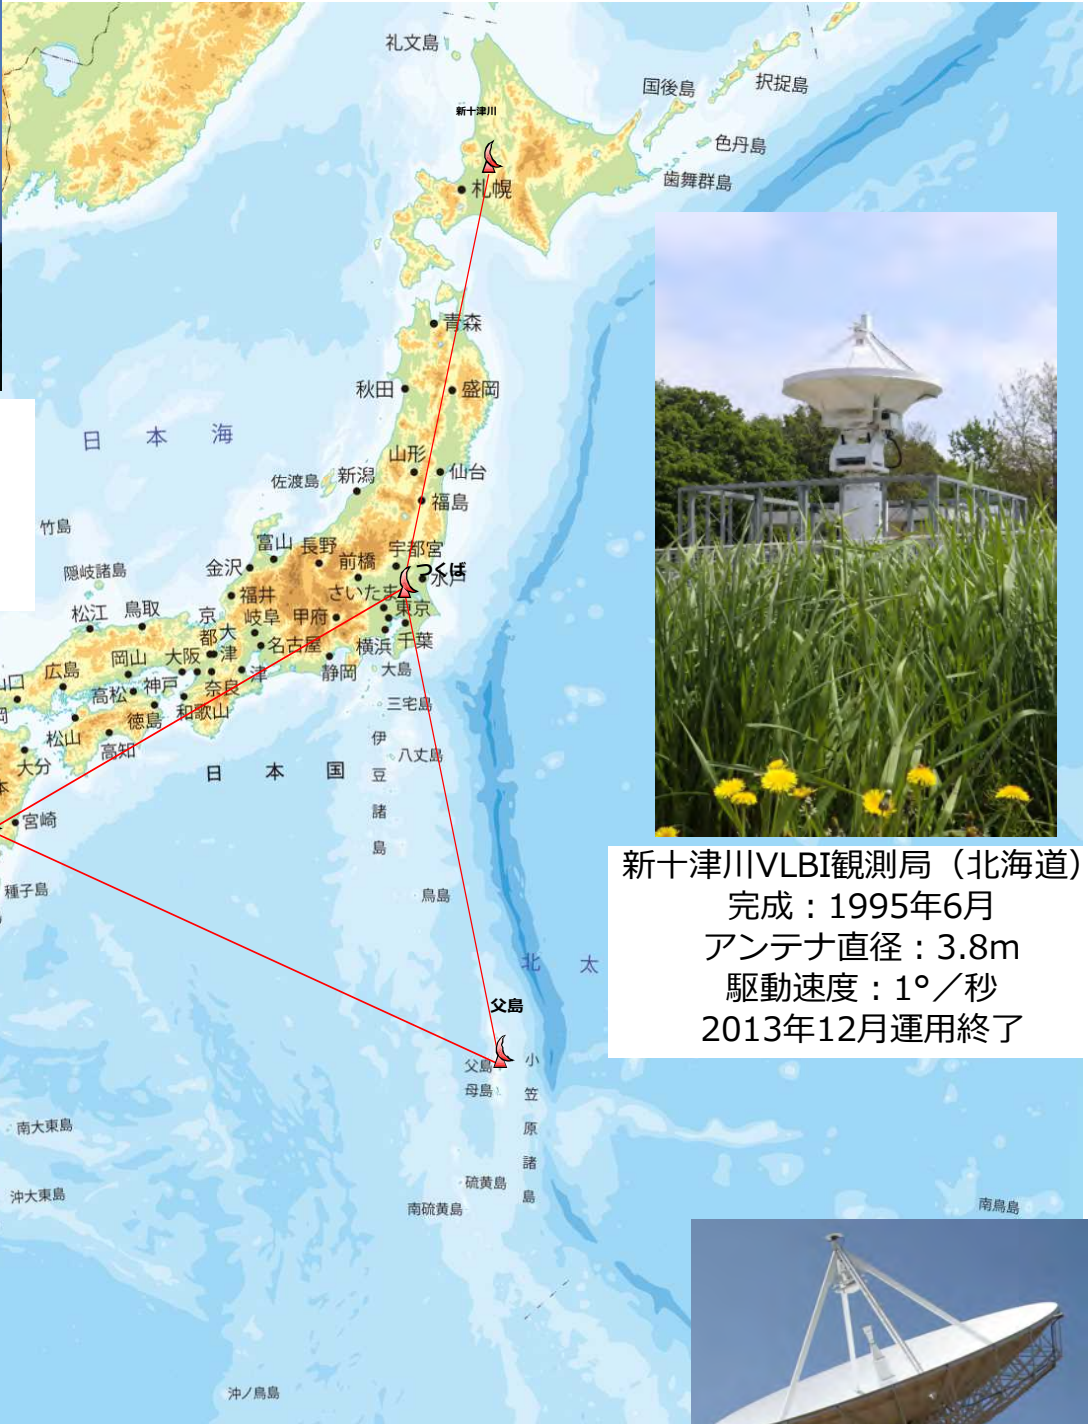 礼文島
国後島
択捉島
新十津川
色丹島
歯舞群島
札幌
青森
秋田
盛岡
日本海
山形
仙台
佐渡島
新潟
福島
竹島
富山
長野
前橋
宇都宮
つくば
水戸
金沢
隠岐諸島
さいたま
福井
東京
松江
鳥取
京都
大津
岐阜
甲府
名古屋
横浜
千葉
岡山
大阪
広島
津
静岡
大島
神戸
奈良
高松
三宅島
徳島
和歌山
松山
高知
伊豆諸島
八丈島
大分
日本国
宮崎
種子島
鳥島
新十津川VLBI観測局（北海道）
完成：1995年6月
アンテナ直径：3.8m
駆動速度：1°／秒
2013年12月運用終了
北太
父島
父島
母島
小笠原諸島
南大東島
硫黄島
沖大東島
南硫黄島
南鳥島
沖ノ鳥島